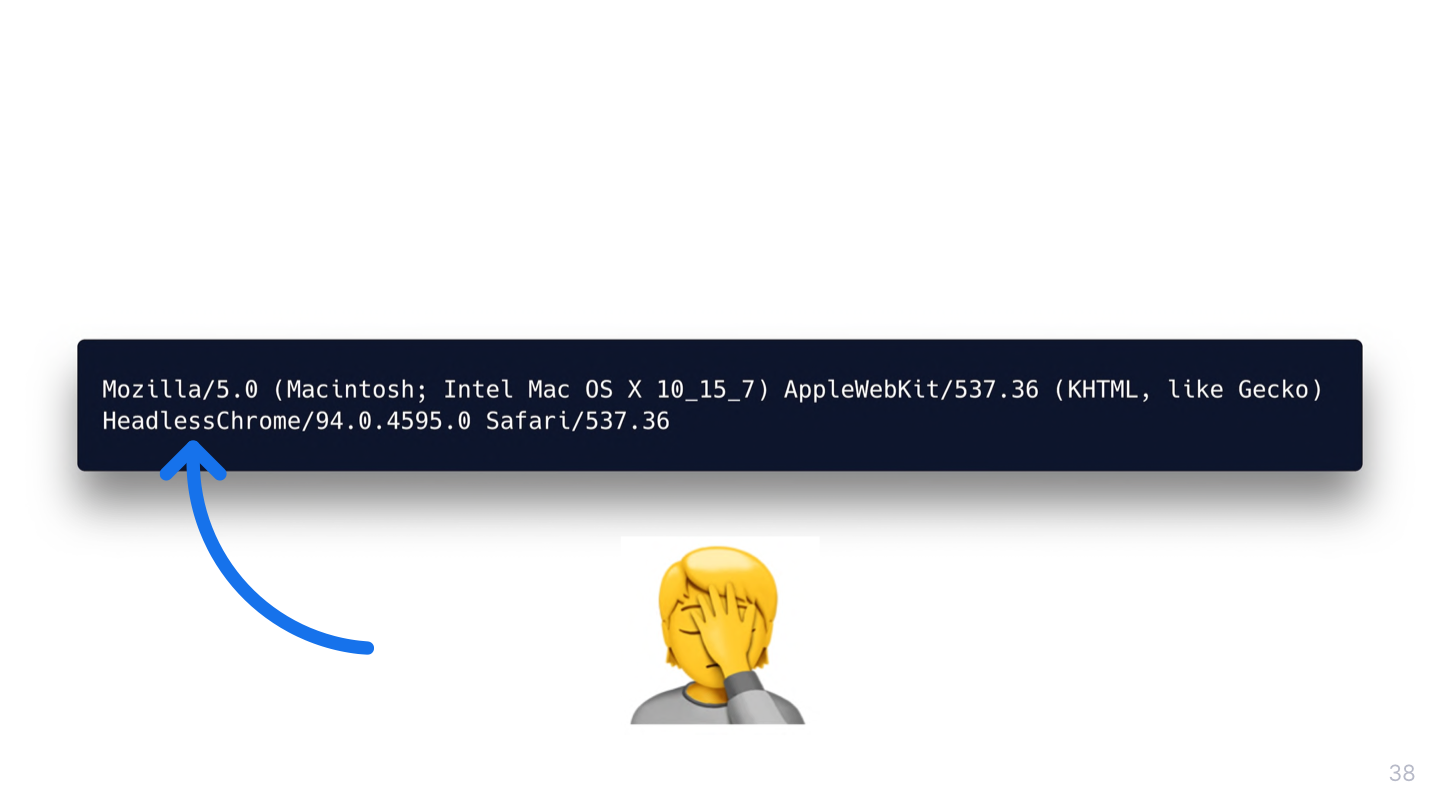 Mozilla/5.0 (Macintosh; Intel Mac OS X 10_15_7) AppleWebKit/537.36 (KHTML, like Gecko)
HeadlessChrome/94.0.4595.0 Safari/537.36
38